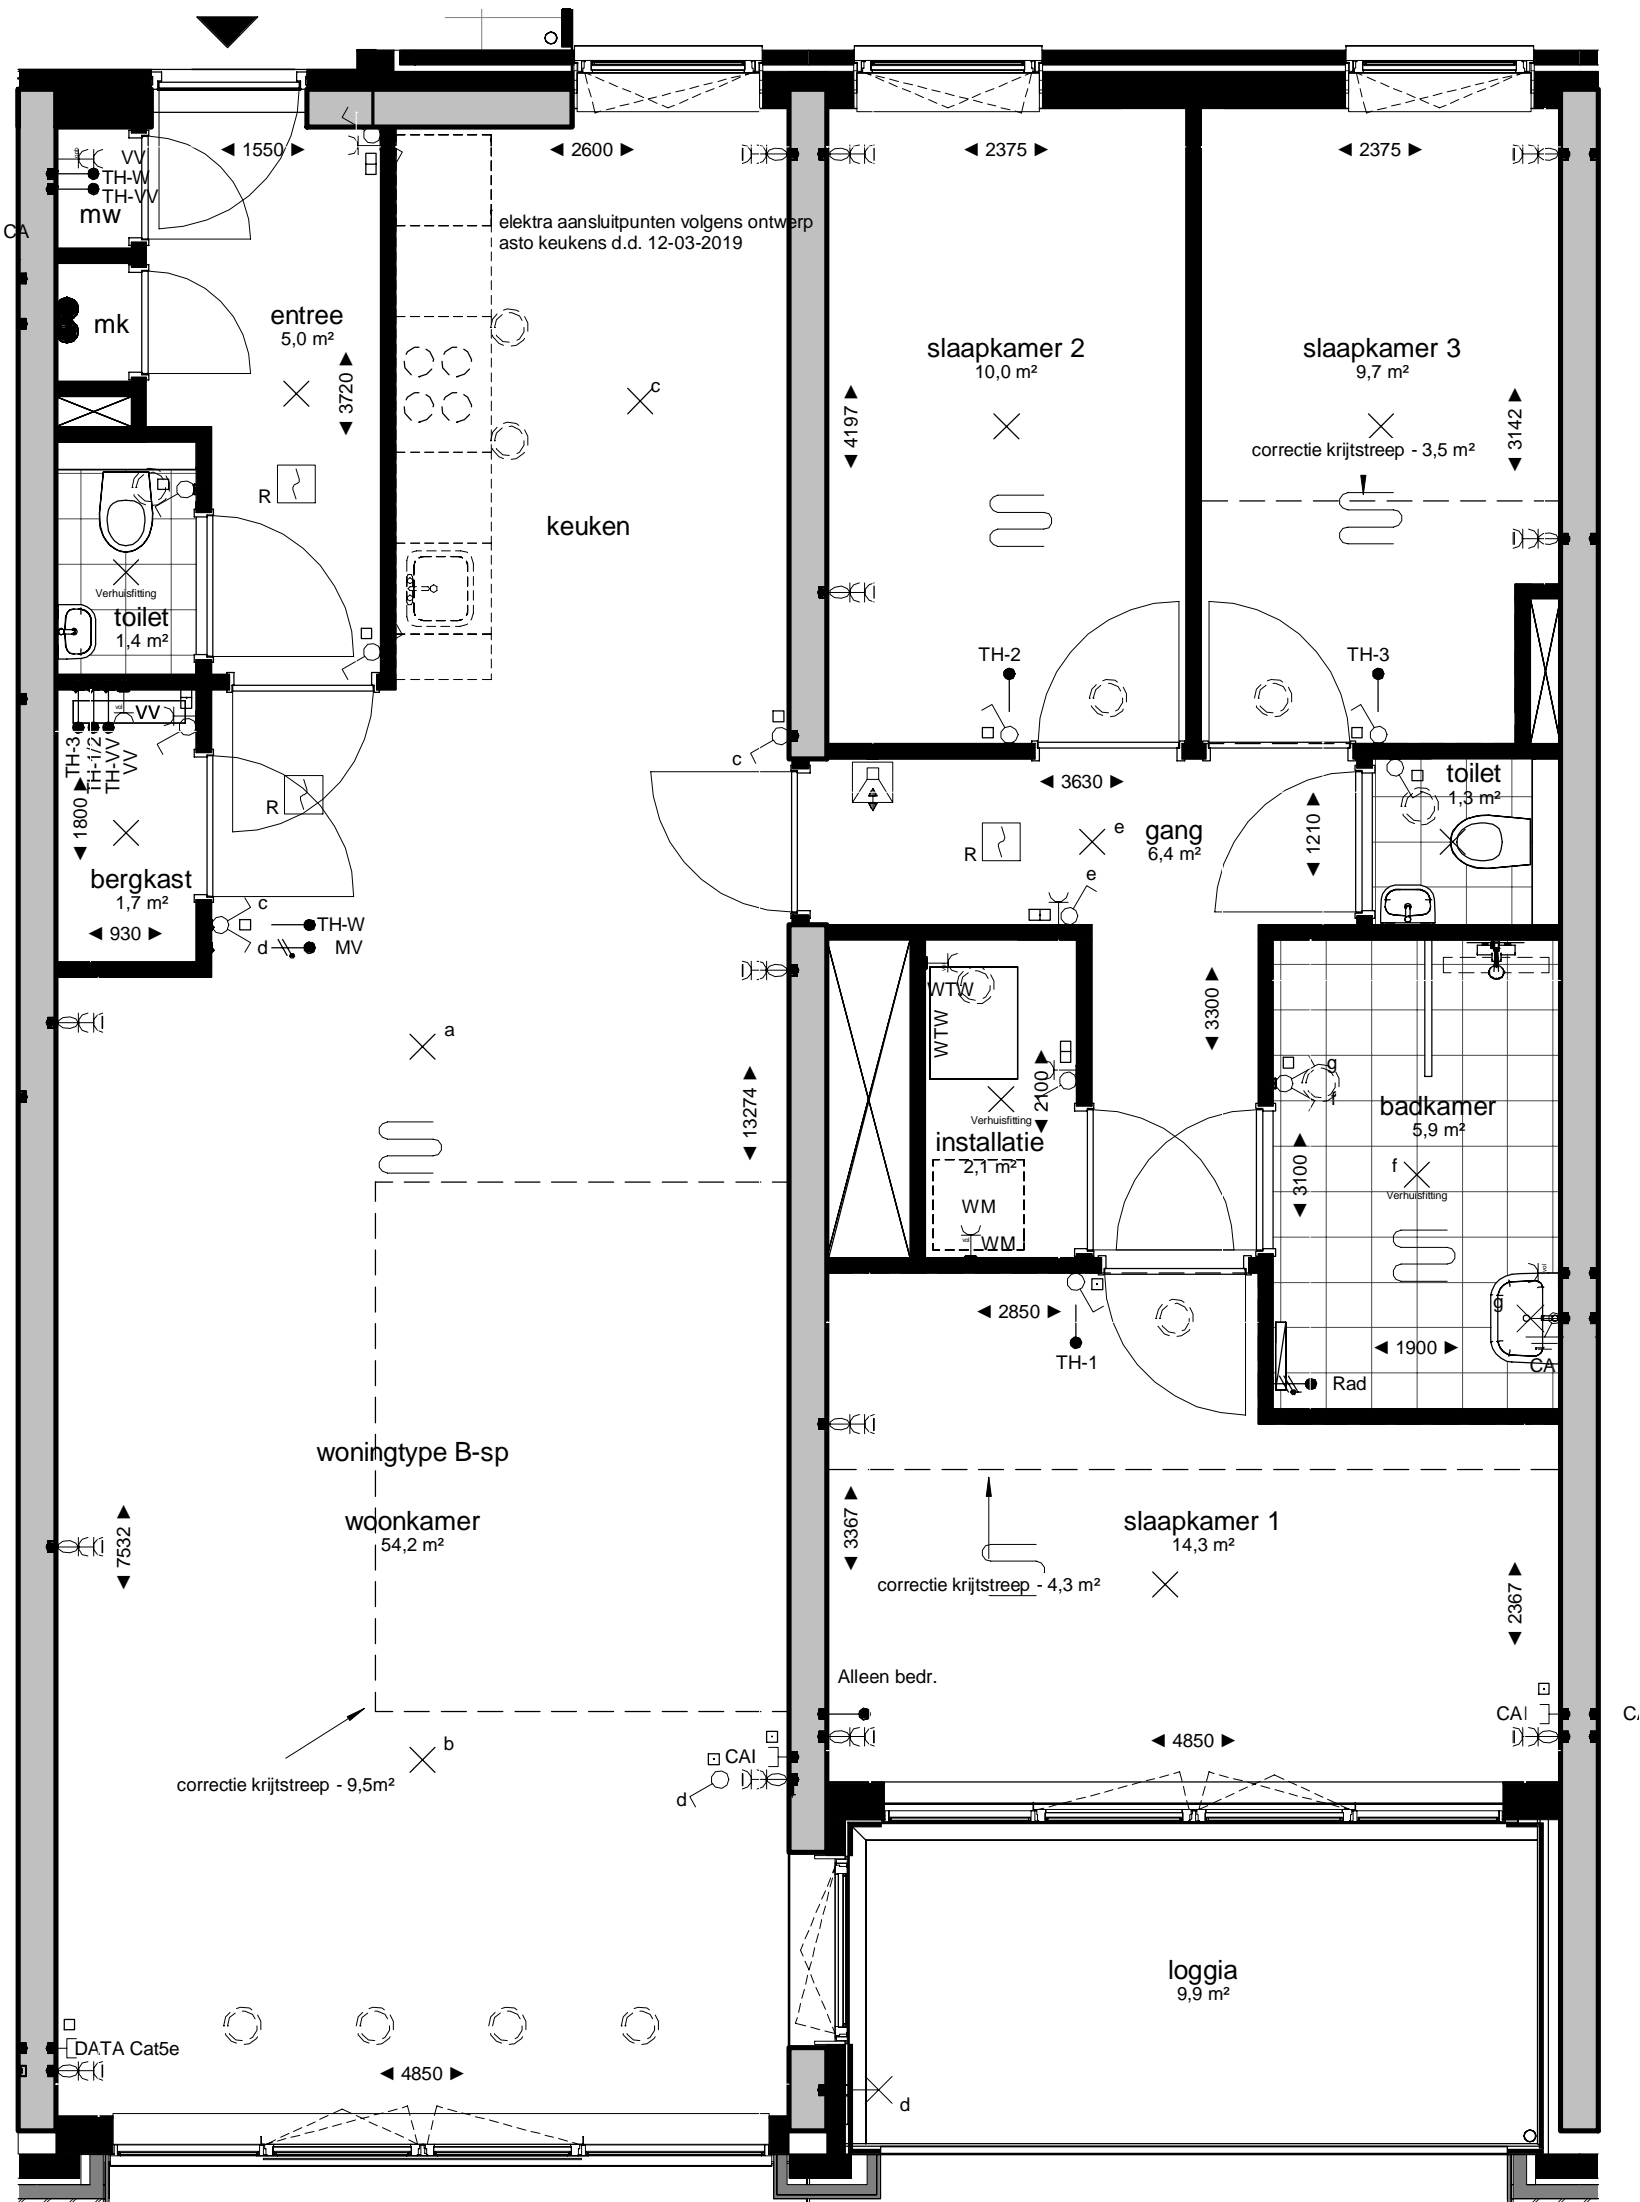 ◄ 1550 ►
◄ 2600 ►
◄ 2375 ►
◄ 2375 ►
VV
TH-W
TH-VV
mw
CA
elektra aansluitpunten volgens ontwerp
asto keukens d.d. 12-03-2019
mk
entree
5,0 m²
◄ 3720 ►
c
slaapkamer 2
10,0 m²
◄ 4197 ►
slaapkamer 3
9,7 m²
◄ 3142 ►
correctie krijtstreep - 3,5 m²
R
keuken
Verhuisfitting
toilet
1,4 m²
TH-2
TH-3
VV
TH-3
TH-1/2
TH-VV
VV
◄ 1800 ►
R
bergkast
1,7 m²
◄ 930 ►
c
d
TH-W
MV
c
◄ 3630 ►
R
e
e
gang
6,4 m²
◄ 1210 ►
toilet
1,3 m²
a
◄ 13274 ►
WTW
WTW
◄ 2100 ►
Verhuisfitting
installatie
2,1 m²
WM
WM
◄ 3300 ►
g
f
badkamer
5,9 m²
◄ 3100 ►
f
Verhuisfitting
g
◄ 1900 ►
CA
Rad
◄ 2850 ►
TH-1
woningtype B-sp
woonkamer
54,2 m²
◄ 7532 ►
◄ 3367 ►
slaapkamer 1
14,3 m²
correctie krijtstreep - 4,3 m²
◄ 2367 ►
Alleen bedr.
CAI
◄ 4850 ►
b
CAI
d
correctie krijtstreep - 9,5m²
loggia
9,9 m²
DATA Cat5e
◄ 4850 ►
d